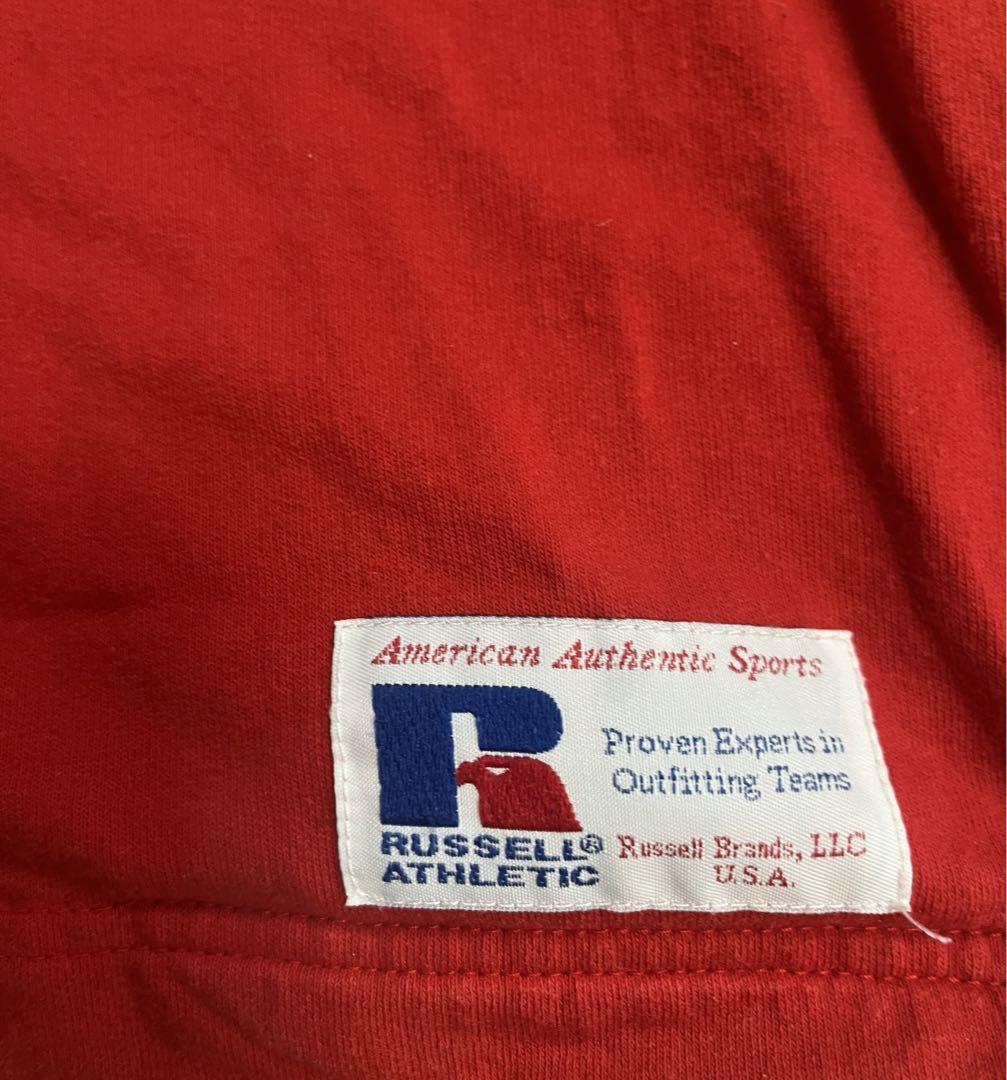 American Authentic Sports
Proven Experts in
Outfitting Teams
RUSSELL®
ATHLETIC
Russell Brands, LLC
U.S.A.